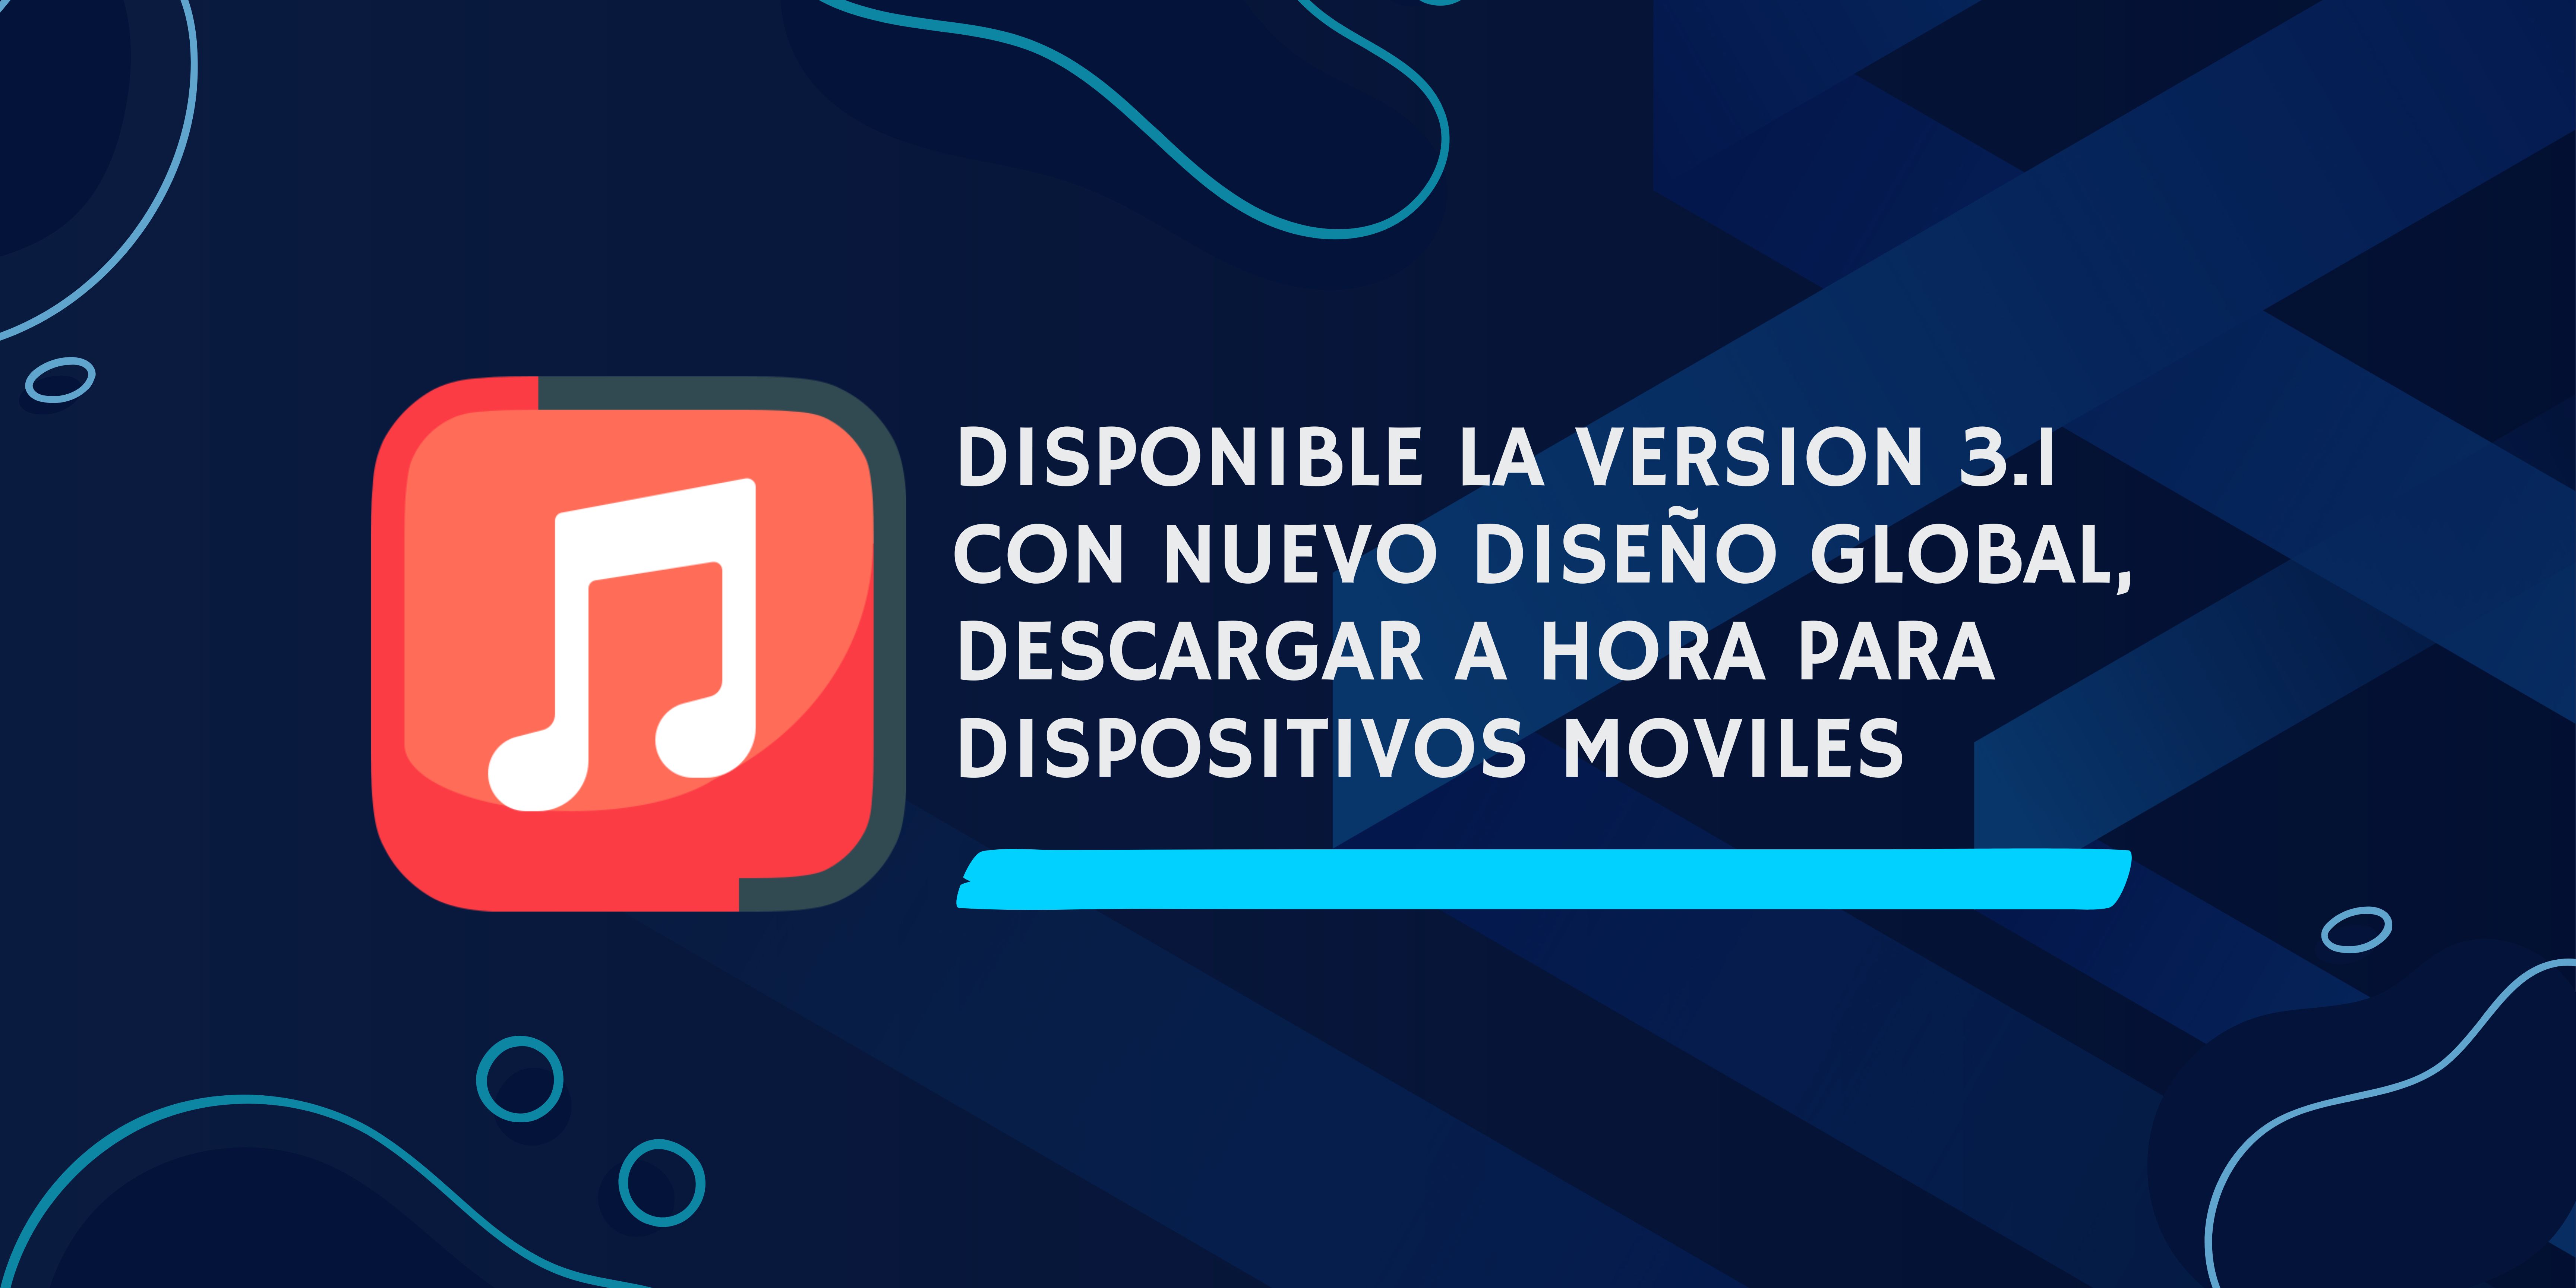 DISPONIBLE LA VERSION 3.1
CON NUEVO DISEÑO GLOBAL,
DESCARGAR A HORA PARA
DISPOSITIVOS MOVILES